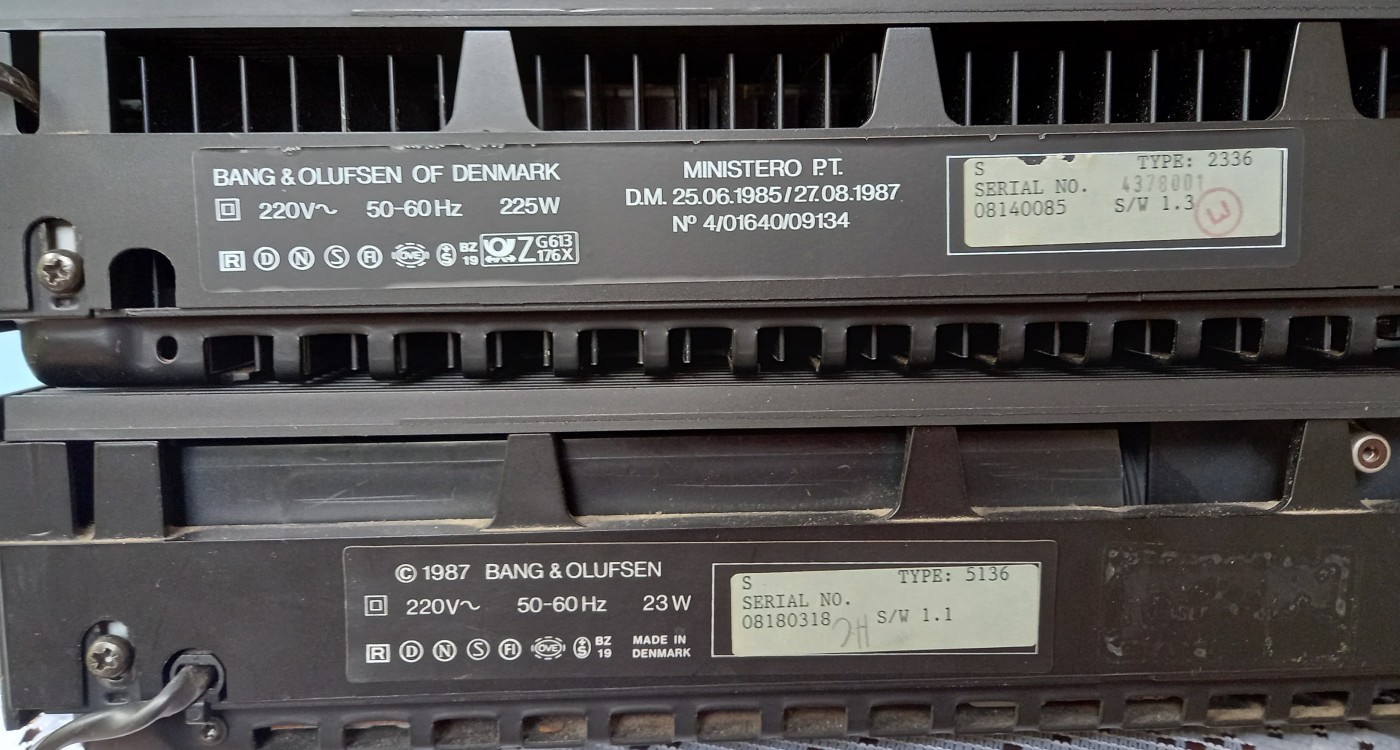 BANG & OLUFSEN OF DENMARK
220V~ 50-60Hz 225W
R D N S FI OVE S BZ 19 Z G613 176X
MINISTERO P.T.
D.M. 25.06.1985/27.08.1987
Nº 4/01640/09134
S TYPE: 2336
SERIAL NO. 4378001
08140085 S/W 1.3
© 1987 BANG & OLUFSEN
220V~ 50-60Hz 23W
R D N S FI OVE S BZ 19 MADE IN DENMARK
S TYPE: 5136
SERIAL NO.
08180318 S/W 1.1